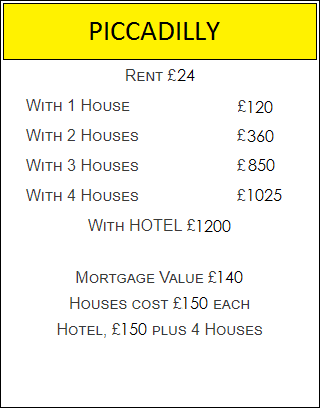 PICCADILLY
Rent £24
With 1 House £120
With 2 Houses £360
With 3 Houses £850
With 4 Houses £1025
With HOTEL £1200
Mortgage Value £140
Houses cost £150 each
Hotel, £150 plus 4 Houses